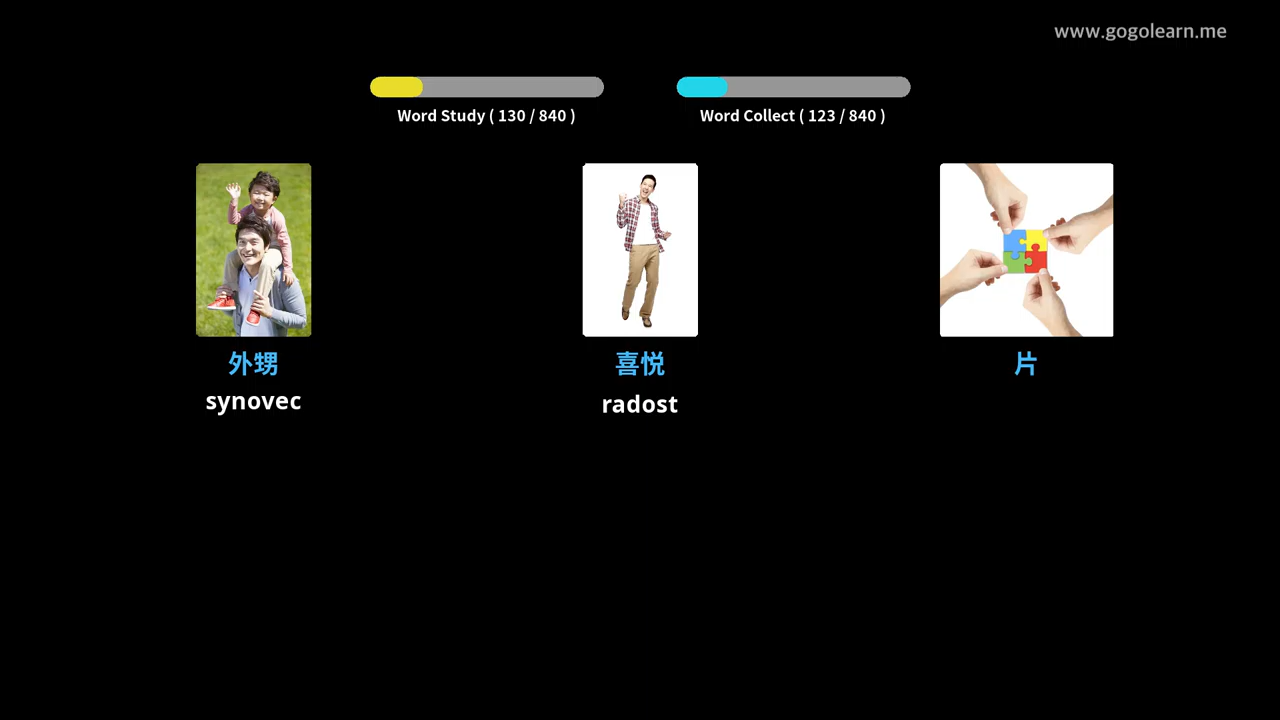 www.gogolearn.me
Word Study ( 130 / 840 )
Word Collect ( 123 / 840 )
外甥
喜悦
片
synovec
radost